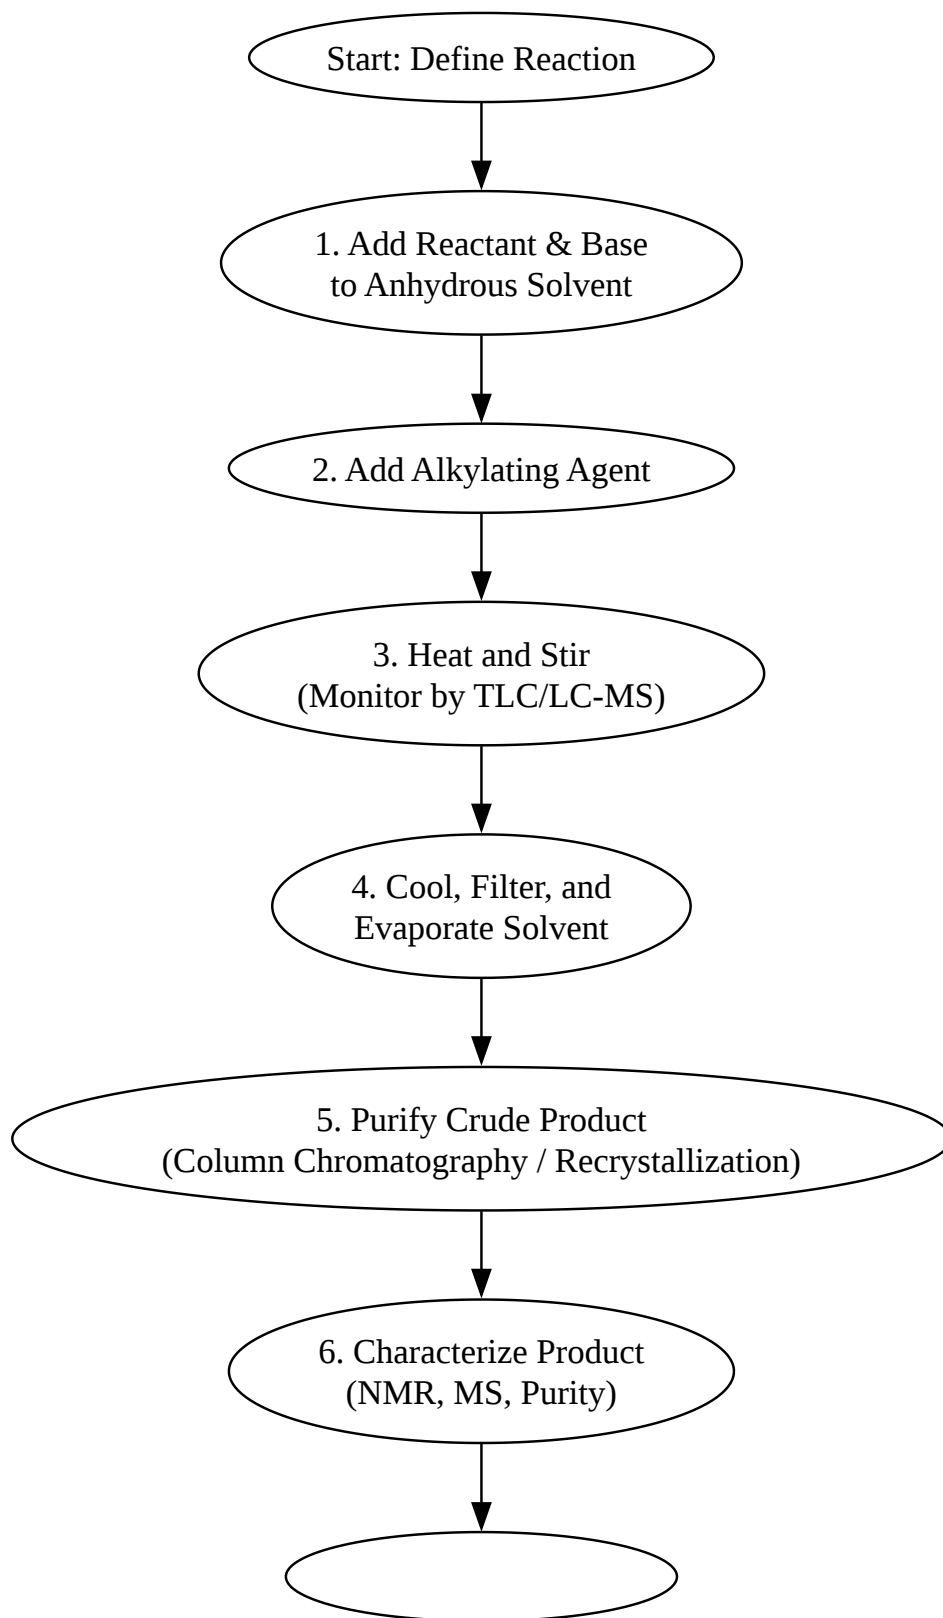 Start: Define Reaction
1. Add Reactant & Base
to Anhydrous Solvent
2. Add Alkylating Agent
3. Heat and Stir
(Monitor by TLC/LC-MS)
4. Cool, Filter, and
Evaporate Solvent
5. Purify Crude Product
(Column Chromatography / Recrystallization)
6. Characterize Product
(NMR, MS, Purity)